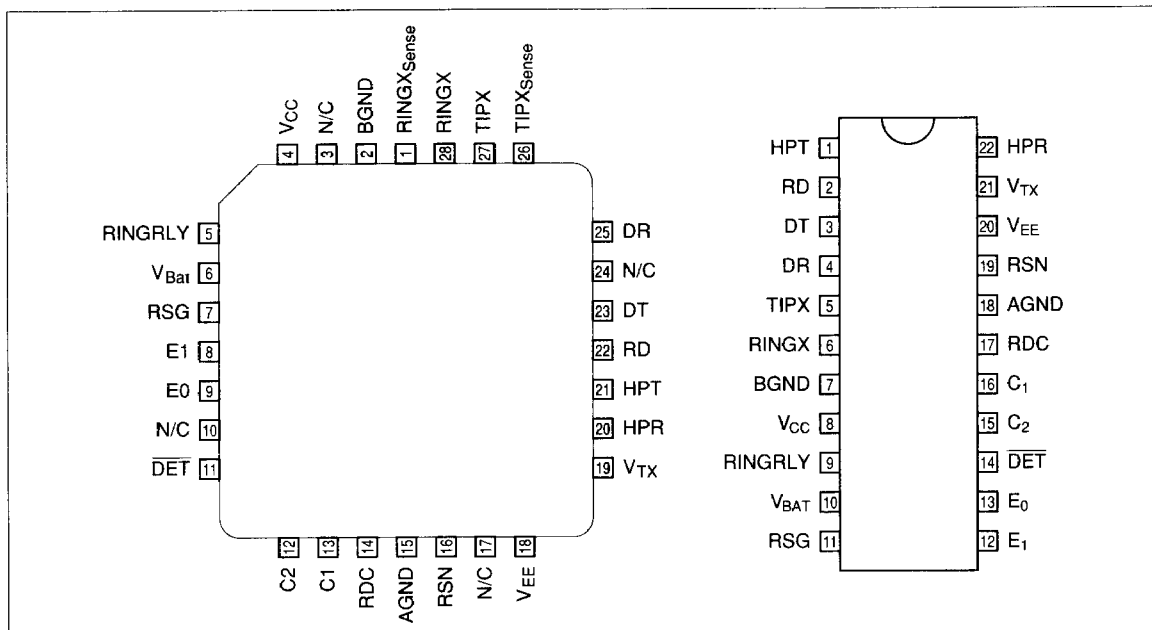 VCC N/C BGND RINGXSense RINGX TIPX TIPXSense
4 3 2 1 28 27 26
RINGRLY 5
VBat 6
RSG 7
E1 8
E0 9
N/C 10
DET 11
25 DR
24 N/C
23 DT
22 RD
21 HPT
20 HPR
19 VTX
12 13 14 15 16 17 18
C2 C1 RDC AGND RSN N/C VEE
HPT 1 22 HPR
RD 2 21 VTX
DT 3 20 VEE
DR 4 19 RSN
TIPX 5 18 AGND
RINGX 6 17 RDC
BGND 7 16 C1
VCC 8 15 C2
RINGRLY 9 14 DET
VBAT 10 13 E0
RSG 11 12 E1